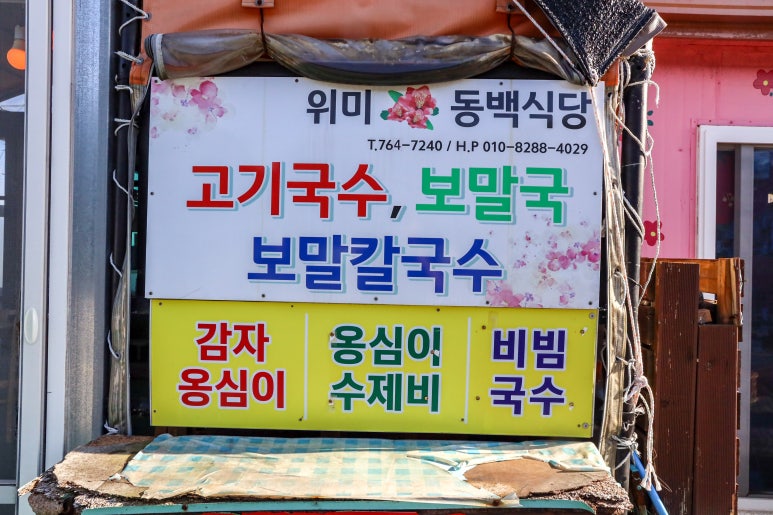 위미 동백식당
T.764-7240 / H.P 010-8288-4029
고기국수, 보말국
보말칼국수
감자 옹심이 비빔
옹심이 수제비 국수